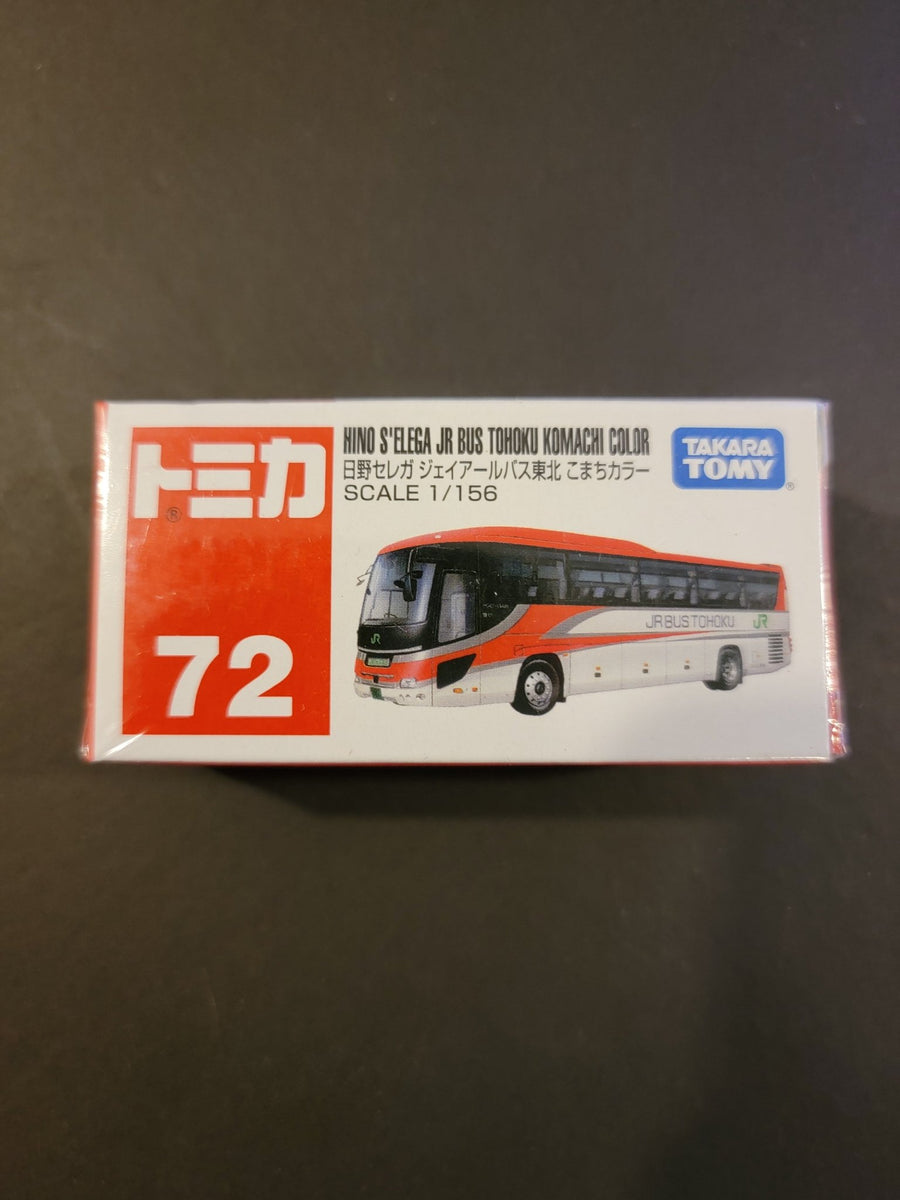 トミカ
®
72
HINO S'ELEGA JR BUS TOHOKU KOMACHI COLOR
日野セレガ ジェイアールバス東北 こまちカラー
SCALE 1/156
TAKARA
TOMY
®
JR BUS TOHOKU JR
JR